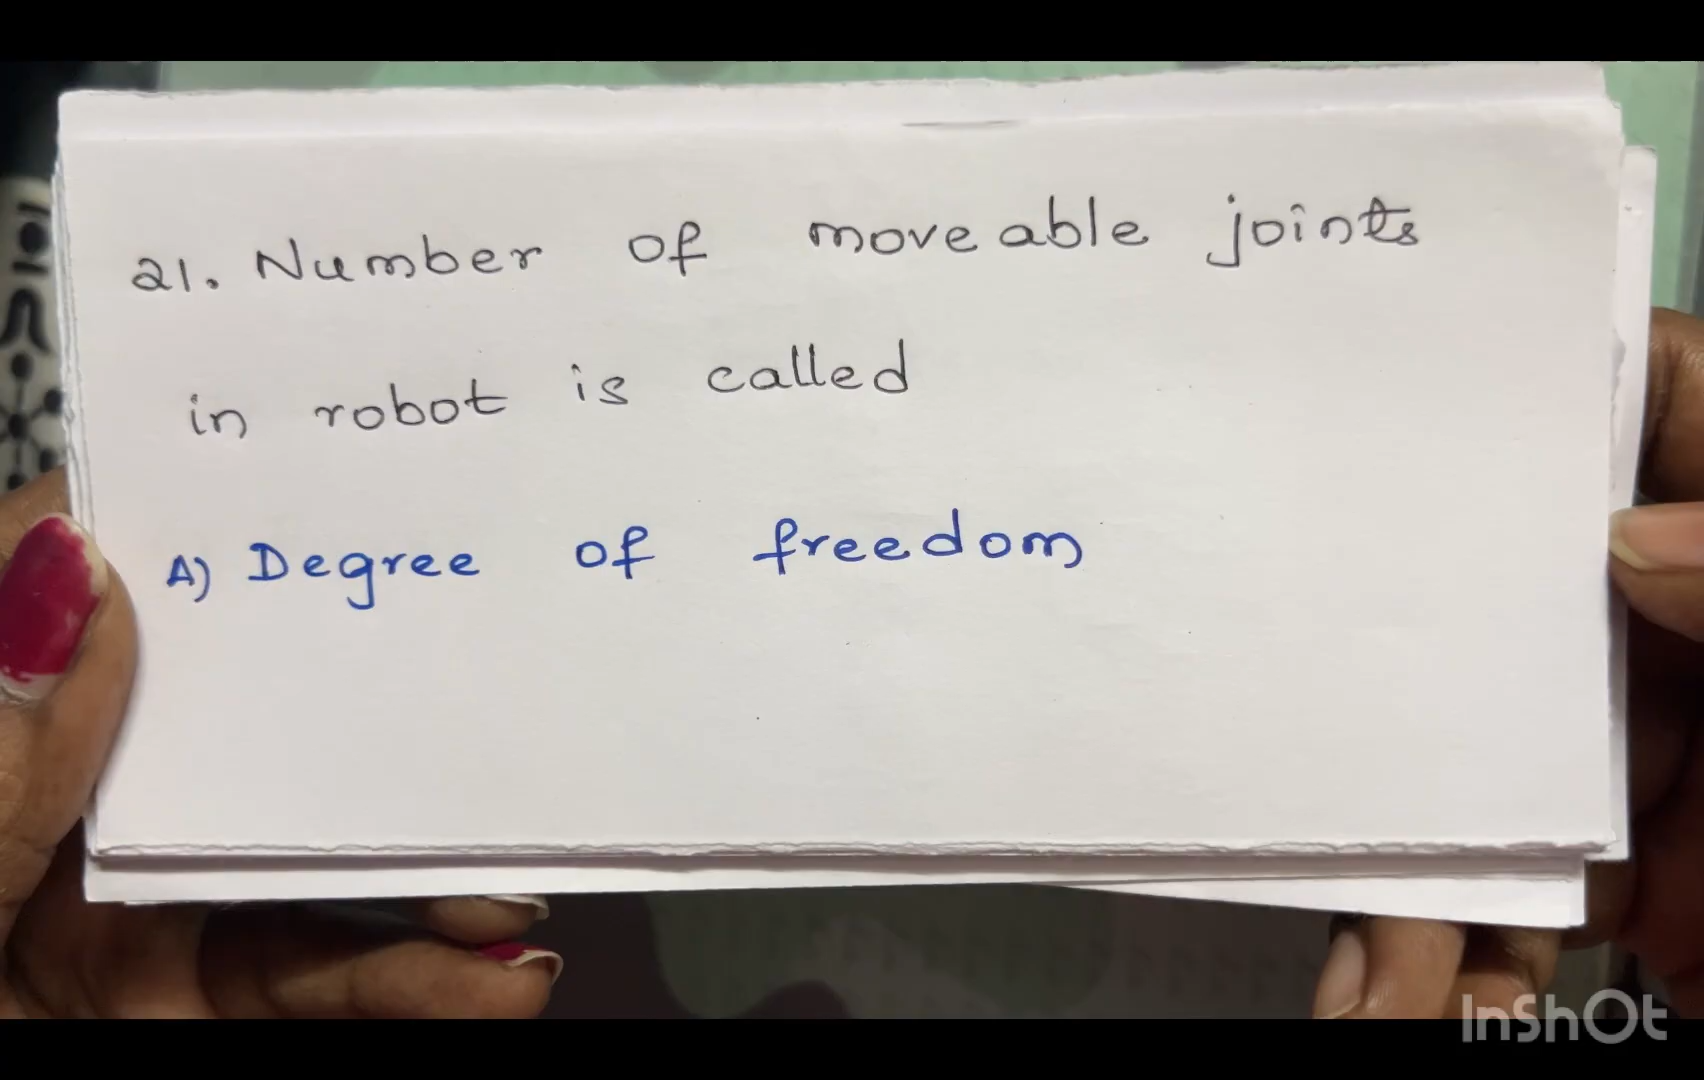 21. Number of moveable joints
in robot is called
A) Degree of freedom
InShOt